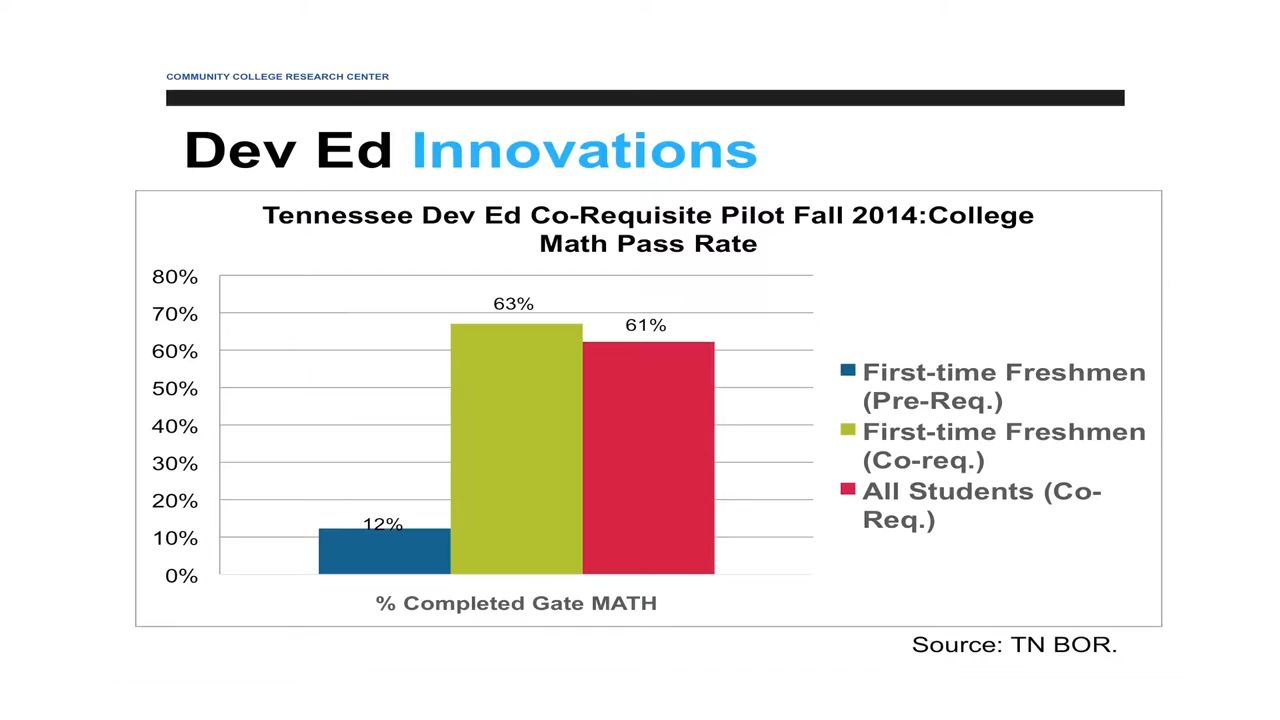 COMMUNITY COLLEGE RESEARCH CENTER
Dev Ed Innovations
Tennessee Dev Ed Co-Requisite Pilot Fall 2014:College
Math Pass Rate
80%
70%
60%
50%
40%
30%
20%
10%
0%
12%
63%
61%
% Completed Gate MATH
First-time Freshmen
(Pre-Req.)
First-time Freshmen
(Co-req.)
All Students (Co-
Req.)
Source: TN BOR.